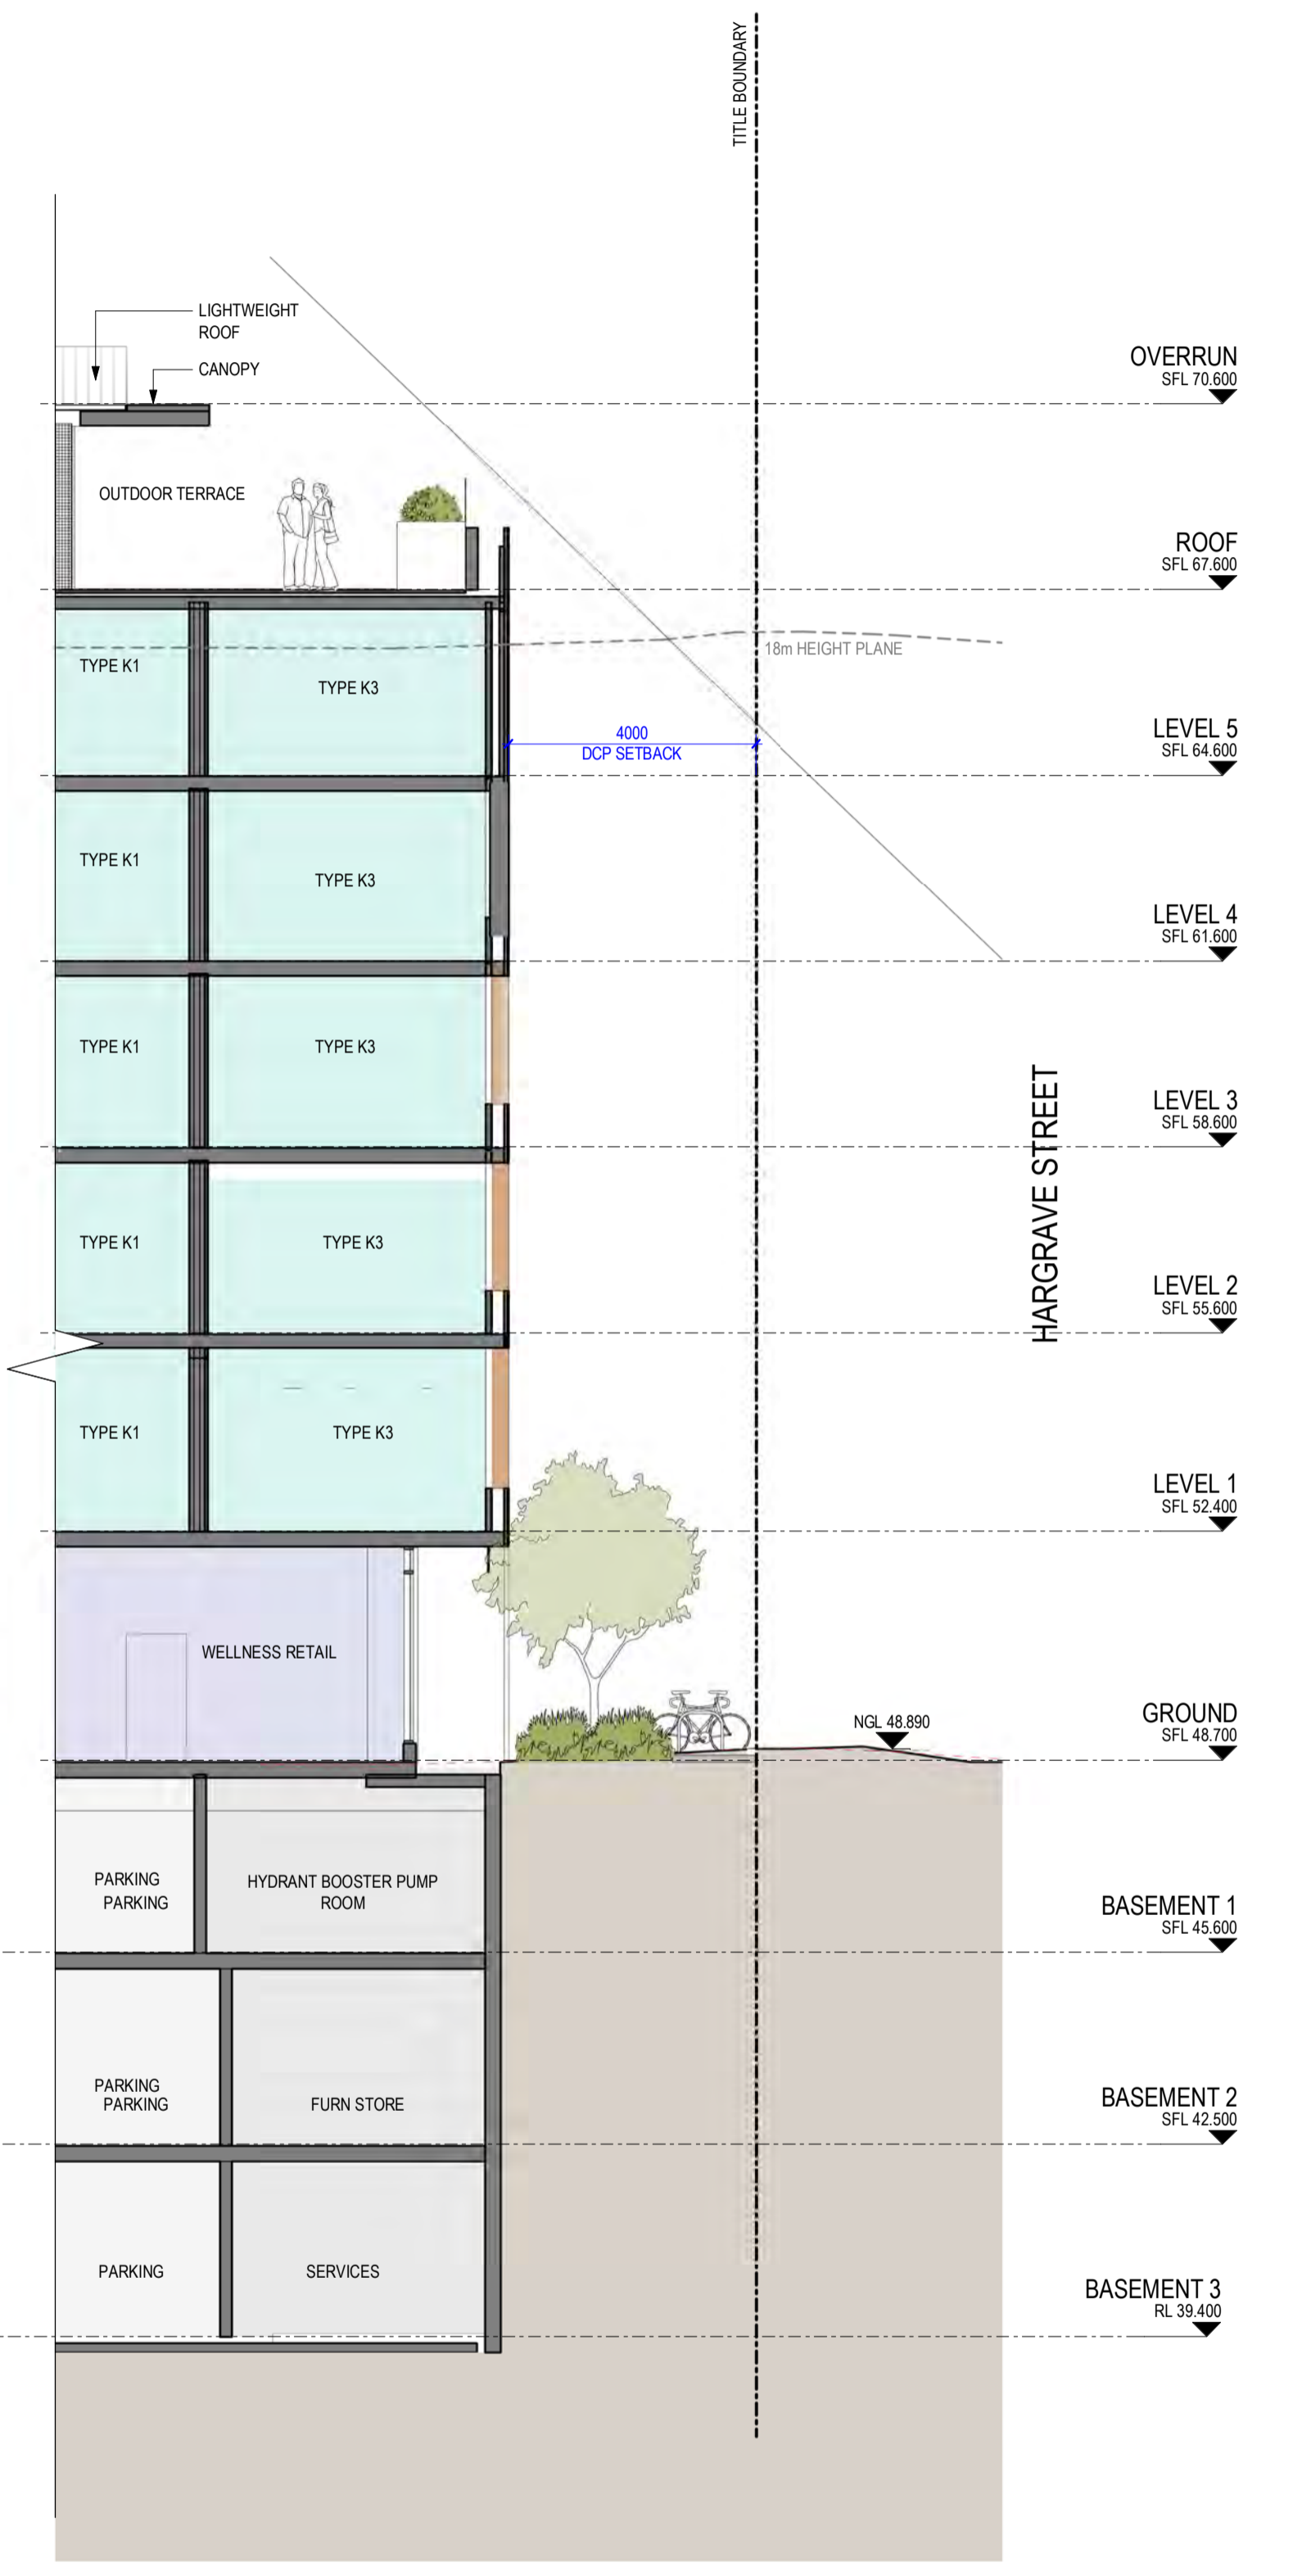 TITLE BOUNDARY
LIGHTWEIGHT
ROOF
CANOPY
OVERRUN
SFL 70.600
OUTDOOR TERRACE
ROOF
SFL 67.600
18m HEIGHT PLANE
TYPE K1
TYPE K3
4000
DCP SETBACK
LEVEL 5
SFL 64.600
TYPE K1
TYPE K3
LEVEL 4
SFL 61.600
TYPE K1
TYPE K3
LEVEL 3
SFL 58.600
HARGRAVE STREET
TYPE K1
TYPE K3
LEVEL 2
SFL 55.600
TYPE K1
TYPE K3
LEVEL 1
SFL 52.400
WELLNESS RETAIL
NGL 48.890
GROUND
SFL 48.700
PARKING
PARKING
HYDRANT BOOSTER PUMP
ROOM
BASEMENT 1
SFL 45.600
PARKING
PARKING
FURN STORE
BASEMENT 2
SFL 42.500
PARKING
SERVICES
BASEMENT 3
RL 39.400